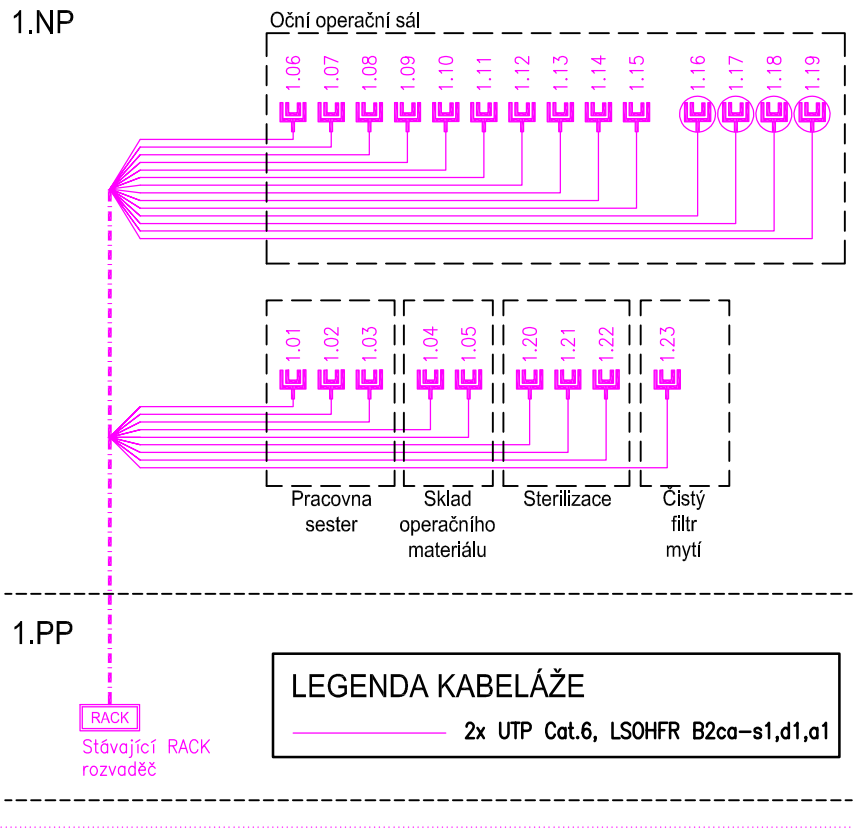 1.NP
Oční operační sál
1.06 1.07 1.08 1.09 1.10 1.11 1.12 1.13 1.14 1.15 1.16 1.17 1.18 1.19
1.01 1.02 1.03 1.04 1.05 1.20 1.21 1.22 1.23
Pracovna
sester
Sklad
operačního
materiálu
Sterilizace
Čistý
filtr
mytí
1.PP
LEGENDA KABELÁŽE
2x UTP Cat.6, LSOHFR B2ca-s1,d1,a1
RACK
Stávající RACK
rozvaděč